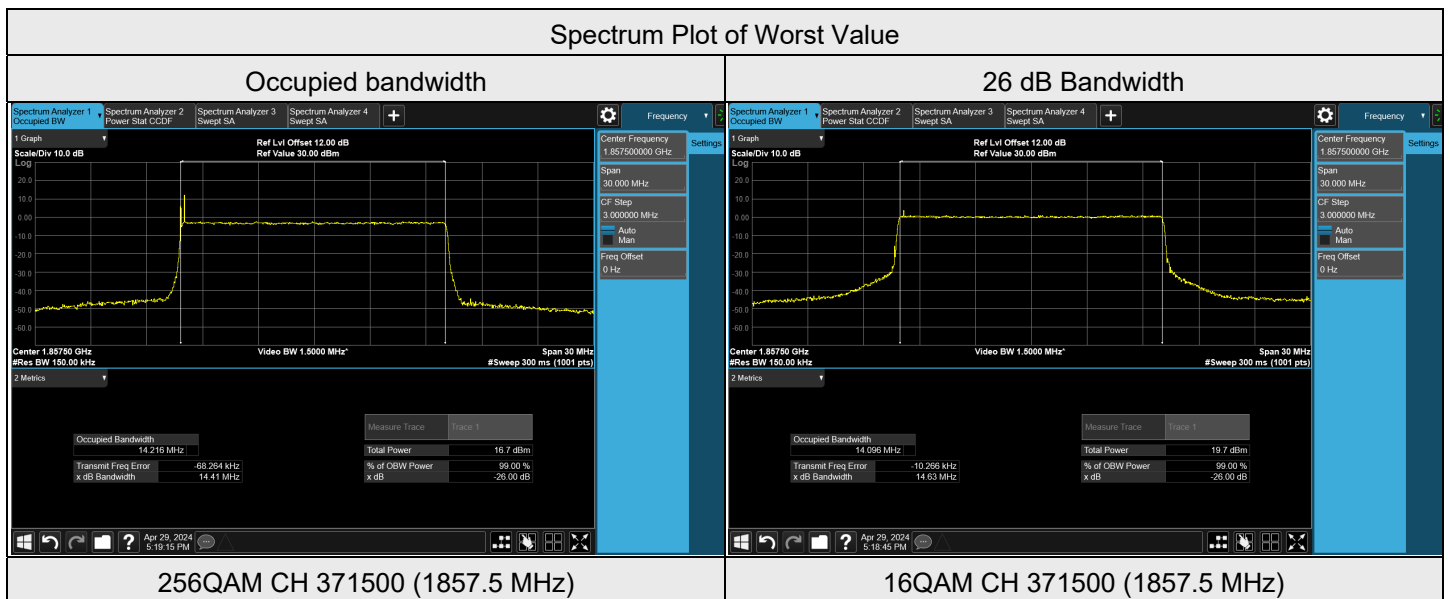 Spectrum Plot of Worst Value
Occupied bandwidth
26 dB Bandwidth
Spectrum Analyzer 1
Occupied BW
Spectrum Analyzer 2
Power Stat CCDF
Spectrum Analyzer 3
Swept SA
Spectrum Analyzer 4
Swept SA
+
Frequency
1 Graph
Scale/Div 10.0 dB
Log
Ref Lvl Offset 12.00 dB
Ref Value 30.00 dBm
20.0
10.0
0.00
-10.0
-20.0
-30.0
-40.0
-50.0
-60.0
Center 1.85750 GHz
#Res BW 150.00 kHz
Video BW 1.5000 MHz*
Span 30 MHz
#Sweep 300 ms (1001 pts)
Center Frequency
1.857500000 GHz
Settings
Span
30.000 MHz
CF Step
3.000000 MHz
Auto
Man
Freq Offset
0 Hz
2 Metrics
Measure Trace Trace 1
Occupied Bandwidth
14.216 MHz
Total Power 16.7 dBm
Transmit Freq Error -68.264 kHz
% of OBW Power 99.00 %
x dB Bandwidth 14.41 MHz
x dB -26.00 dB
?
Apr 29, 2024
5:19:15 PM
Spectrum Analyzer 1
Occupied BW
Spectrum Analyzer 2
Power Stat CCDF
Spectrum Analyzer 3
Swept SA
Spectrum Analyzer 4
Swept SA
+
Frequency
1 Graph
Scale/Div 10.0 dB
Log
Ref Lvl Offset 12.00 dB
Ref Value 30.00 dBm
20.0
10.0
0.00
-10.0
-20.0
-30.0
-40.0
-50.0
-60.0
Center 1.85750 GHz
#Res BW 150.00 kHz
Video BW 1.5000 MHz*
Span 30 MHz
#Sweep 300 ms (1001 pts)
Center Frequency
1.857500000 GHz
Settings
Span
30.000 MHz
CF Step
3.000000 MHz
Auto
Man
Freq Offset
0 Hz
2 Metrics
Measure Trace Trace 1
Occupied Bandwidth
14.096 MHz
Total Power 19.7 dBm
Transmit Freq Error -10.266 kHz
% of OBW Power 99.00 %
x dB Bandwidth 14.63 MHz
x dB -26.00 dB
?
Apr 29, 2024
5:18:45 PM
256QAM CH 371500 (1857.5 MHz)
16QAM CH 371500 (1857.5 MHz)